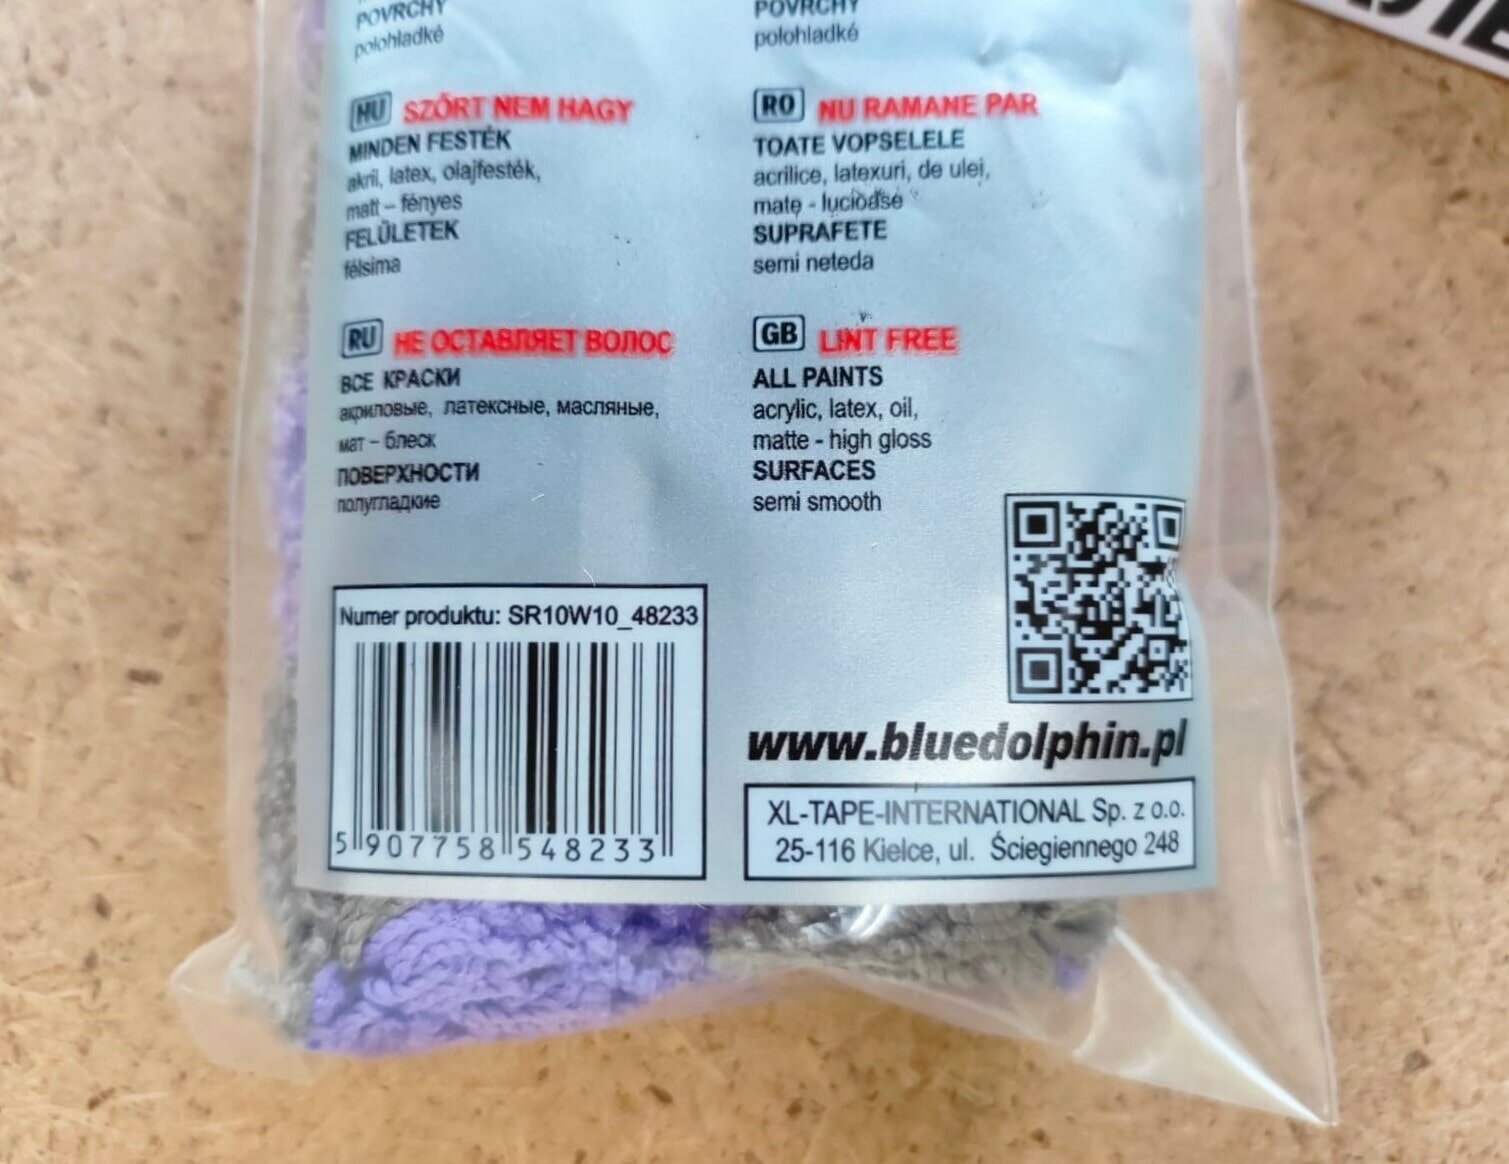 POVRCHY
polohladké
POVRCHY
polohladké
HU SZŐRT NEM HAGY
MINDEN FESTÉK
akril, latex, olajfesték,
matt – fényes
FELÜLETEK
félsima
RO NU RAMANE PAR
TOATE VOPSELELE
acrilice, latexuri, de ulei,
mate - lucioase
SUPRAFETE
semi neteda
RU НЕ ОСТАВЛЯЕТ ВОЛОС
ВСЕ КРАСКИ
акриловые, латексные, масляные,
мат – блеск
ПОВЕРХНОСТИ
полугладкие
GB LINT FREE
ALL PAINTS
acrylic, latex, oil,
matte - high gloss
SURFACES
semi smooth
Numer produktu: SR10W10_48233
5 907758 548233
www.bluedolphin.pl
XL-TAPE-INTERNATIONAL Sp. z o.o.
25-116 Kielce, ul. Ściegiennego 248